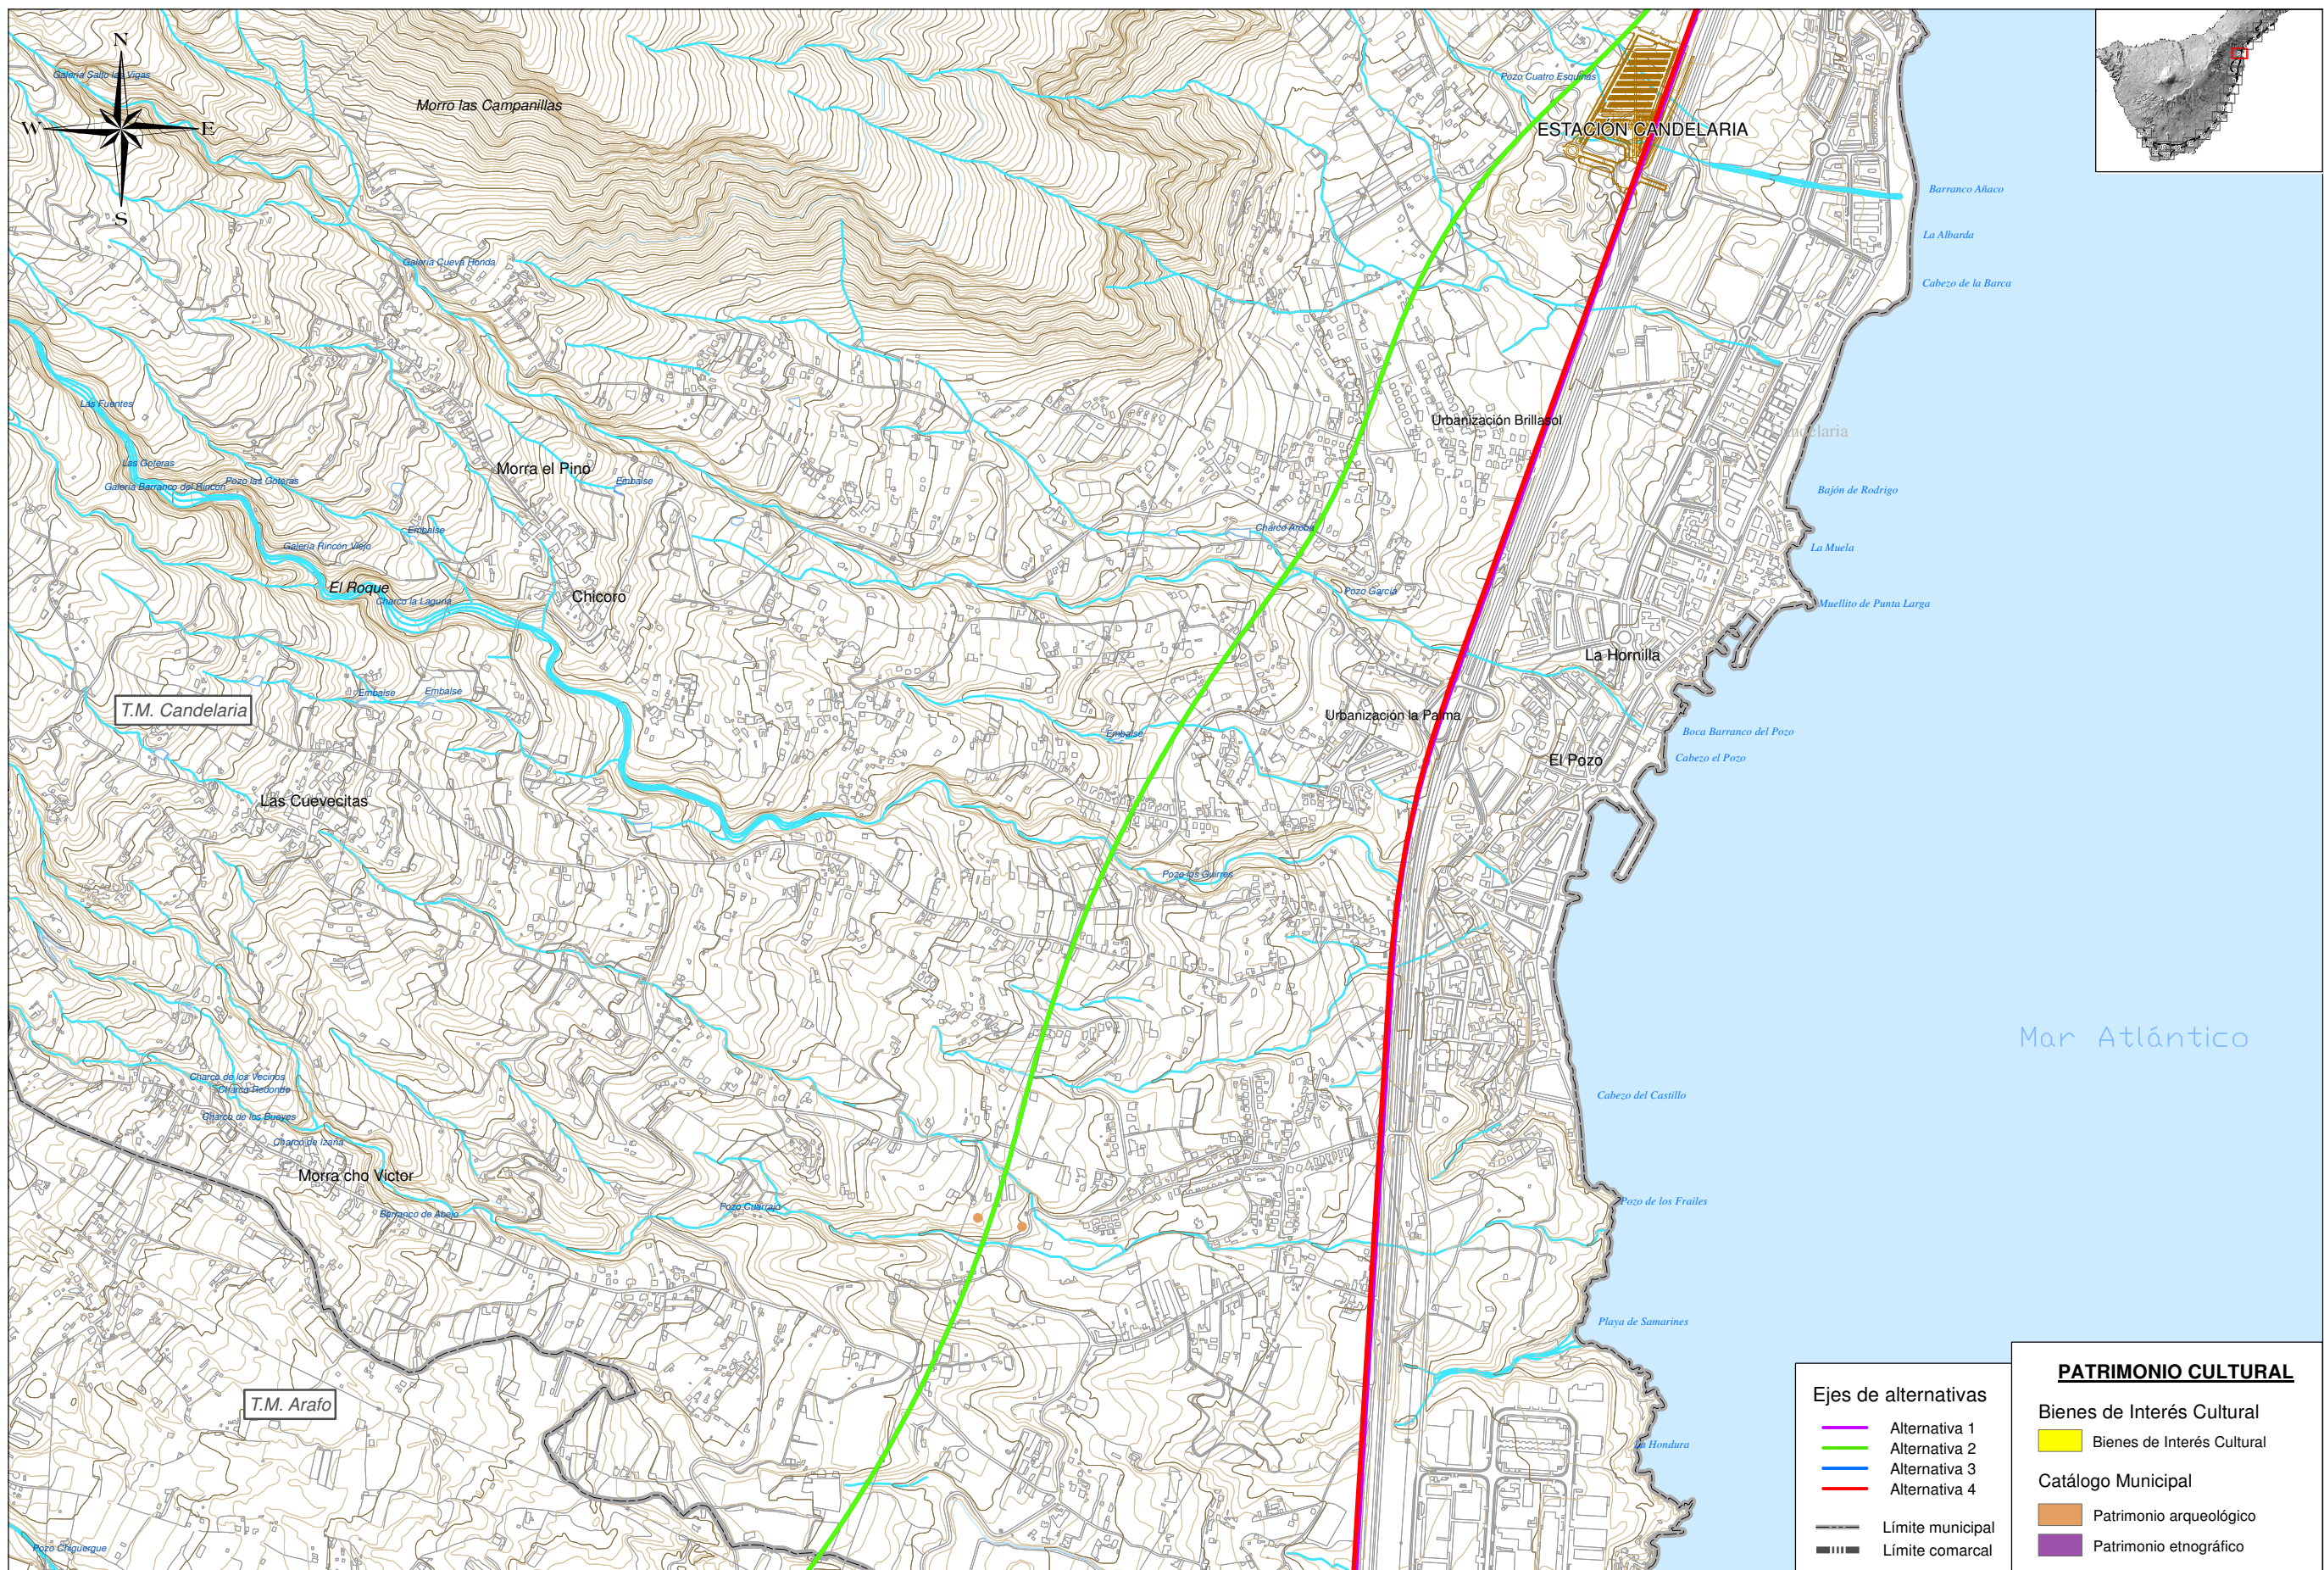 N
W
E
S
Galería Salto las Vigas
Morro las Campanillas
Pozo Cuatro Esquinas
ESTACIÓN CANDELARIA
Barranco Añaco
La Albarda
Galería Cueva Honda
Cabezo de la Barca
Las Fuentes
Urbanización Brillasol
andelaria
Las Goteras
Morra el Pino
Galería Barranco del Rincón
Pozo las Goteras
Embalse
Bajón de Rodrigo
Embalse
Charco Aroba
Galería Rincón Viejo
La Muela
El Roque
Charco la Laguna
Chicoro
Pozo García
Muellito de Punta Larga
La Hornilla
T.M. Candelaria
Embalse
Embalse
Urbanización la Palma
Embalse
Boca Barranco del Pozo
Cabezo el Pozo
El Pozo
Las Cuevecitas
Pozo los Guirres
Mar Atlántico
Charco de los Vecinos
Charco Redondo
Charco de los Bueyes
Cabezo del Castillo
Charco de Izaña
Morra cho Victor
Barranco de Abajo
Pozo Cuarrajo
Pozo de los Frailes
Playa de Samarines
T.M. Arafo
La Hondura
Pozo Chiguergue
Ejes de alternativas
Alternativa 1
Alternativa 2
Alternativa 3
Alternativa 4
Límite municipal
Límite comarcal
PATRIMONIO CULTURAL
Bienes de Interés Cultural
Bienes de Interés Cultural
Catálogo Municipal
Patrimonio arqueológico
Patrimonio etnográfico